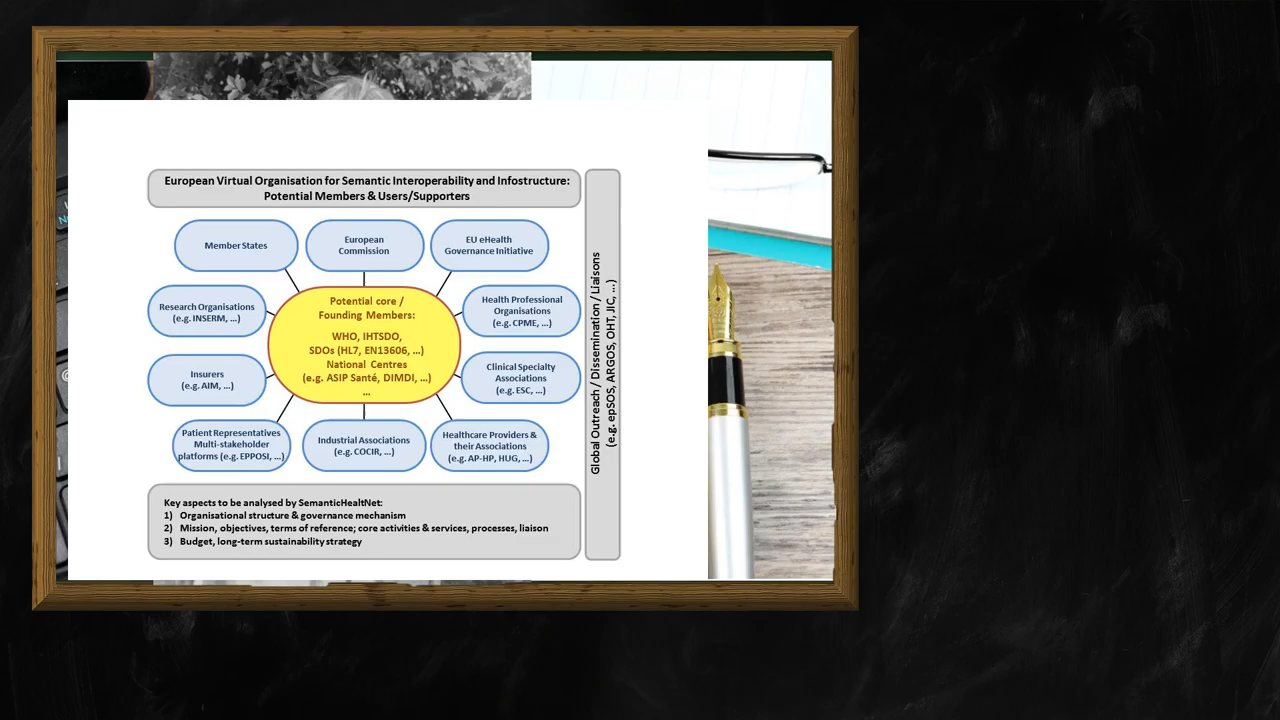 European Virtual Organisation for Semantic Interoperability and Infostructure:
Potential Members & Users/Supporters
Member States
European
Commission
EU eHealth
Governance Initiative
Research Organisations
(e.g. INSERM, ...)
Potential core /
Founding Members:
WHO, IHTSDO,
SDOs (HL7, EN13606, ...)
National Centres
(e.g. ASIP Santé, DIMDI, ...)
...
Health Professional
Organisations
(e.g. CPME, ...)
Insurers
(e.g. AIM, ...)
Clinical Specialty
Associations
(e.g. ESC, ...)
Patient Representatives
Multi-stakeholder
platforms (e.g. EPPOSI, ...)
Industrial Associations
(e.g. COCIR, ...)
Healthcare Providers &
their Associations
(e.g. AP-HP, HUG, ...)
Global Outreach / Dissemination / Liaisons
(e.g. epSOS, ARGOS, OHT, JIC, ...)
Key aspects to be analysed by SemanticHealtNet:
1) Organisational structure & governance mechanism
2) Mission, objectives, terms of reference; core activities & services, processes, liaison
3) Budget, long-term sustainability strategy